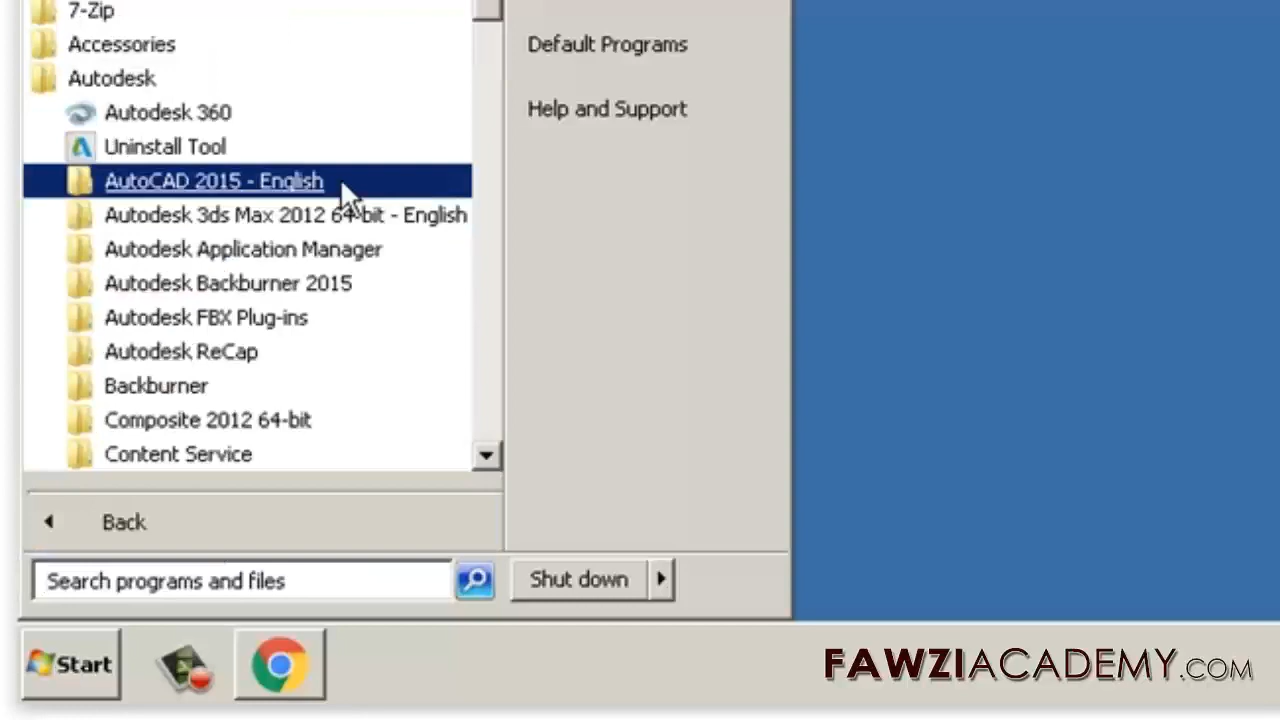 7-Zip
Accessories
Autodesk
Autodesk 360
Uninstall Tool
AutoCAD 2015 - English
Autodesk 3ds Max 2012 64-bit - English
Autodesk Application Manager
Autodesk Backburner 2015
Autodesk FBX Plug-ins
Autodesk ReCap
Backburner
Composite 2012 64-bit
Content Service
Back
Search programs and files
Default Programs
Help and Support
Shut down
Start
FAWZIACADEMY.COM